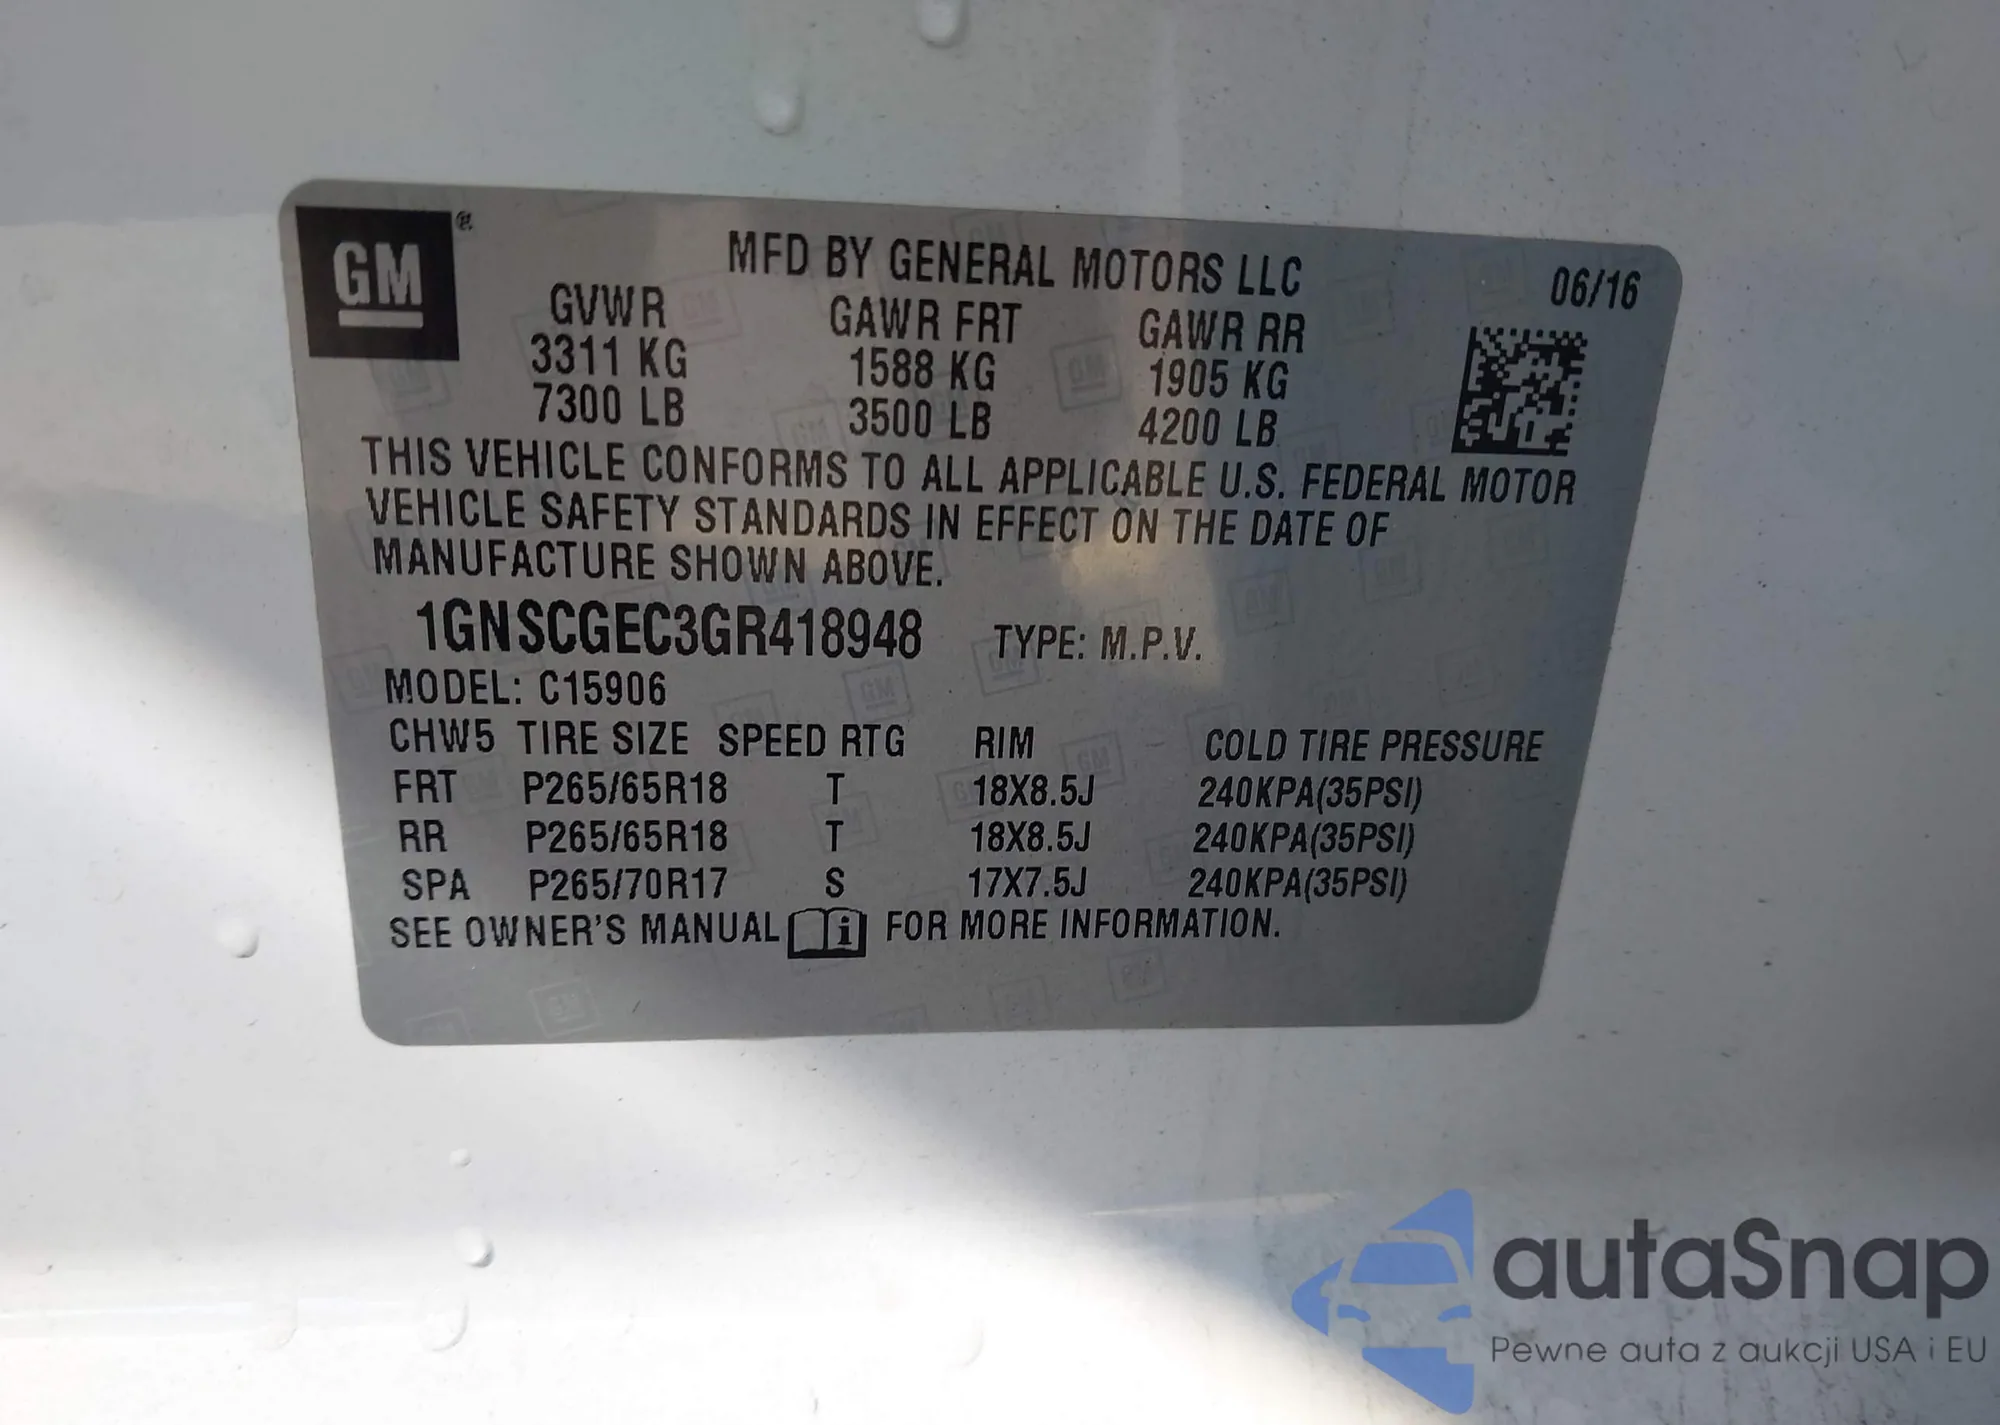 GM®
MFD BY GENERAL MOTORS LLC 06/16
GVWR GAWR FRT GAWR RR
3311 KG 1588 KG 1905 KG
7300 LB 3500 LB 4200 LB
THIS VEHICLE CONFORMS TO ALL APPLICABLE U.S. FEDERAL MOTOR
VEHICLE SAFETY STANDARDS IN EFFECT ON THE DATE OF
MANUFACTURE SHOWN ABOVE.
1GNSCGEC3GR418948 TYPE: M.P.V.
MODEL: C15906
CHW5 TIRE SIZE SPEED RTG RIM COLD TIRE PRESSURE
FRT P265/65R18 T 18X8.5J 240KPA(35PSI)
RR P265/65R18 T 18X8.5J 240KPA(35PSI)
SPA P265/70R17 S 17X7.5J 240KPA(35PSI)
SEE OWNER'S MANUAL i FOR MORE INFORMATION.
autaSnap
Pewne auta z aukcji USA i EU